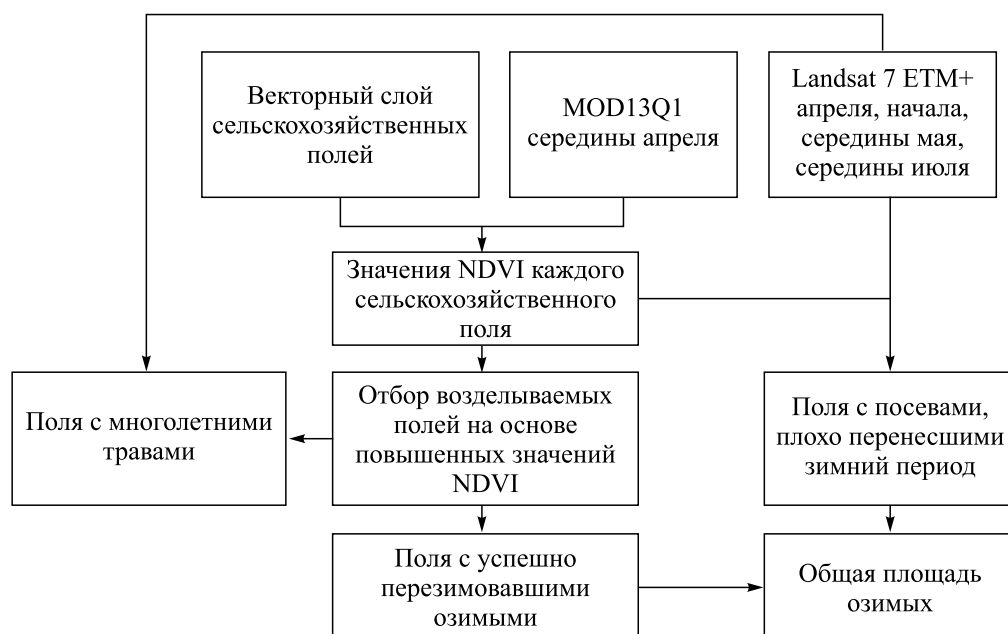 Векторный слой
сельскохозяйственных
полей
MOD13Q1
середины апреля
Landsat 7 ETM+
апреля, начала,
середины мая,
середины июля
Значения NDVI каждого
сельскохозяйственного
поля
Поля с многолетними
травами
Отбор возделываемых
полей на основе
повышенных значений
NDVI
Поля с посевами,
плохо перенесшими
зимний период
Поля с успешно
перезимовавшими
озимыми
Общая площадь
озимых